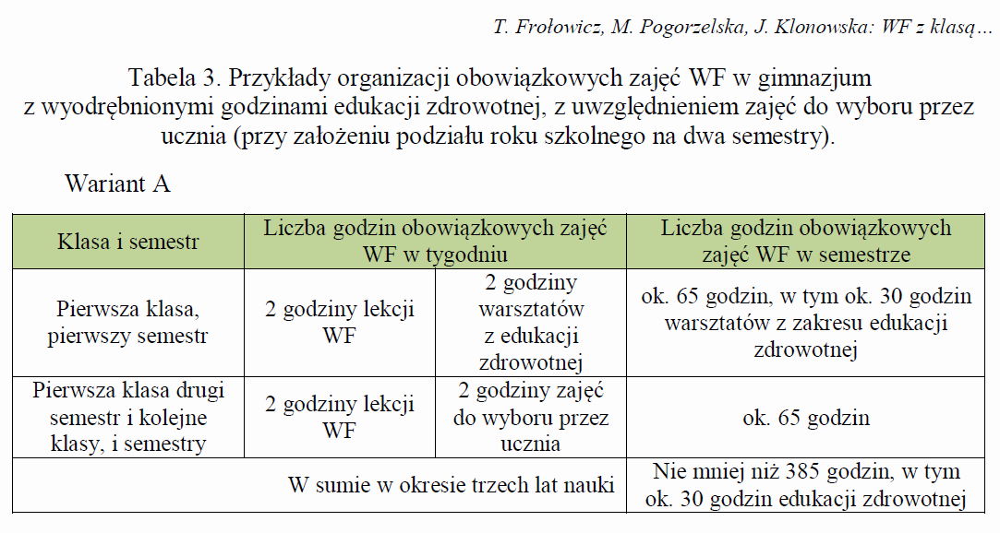 T. Frołowicz, M. Pogorzelska, J. Klonowska: WF z klasą…
Tabela 3. Przykłady organizacji obowiązkowych zajęć WF w gimnazjum
z wyodrębnionymi godzinami edukacji zdrowotnej, z uwzględnieniem zajęć do wyboru przez
ucznia (przy założeniu podziału roku szkolnego na dwa semestry).
Wariant A
Klasa i semestr
Liczba godzin obowiązkowych zajęć
WF w tygodniu
Liczba godzin obowiązkowych
zajęć WF w semestrze
Pierwsza klasa,
pierwszy semestr
2 godziny lekcji
WF
2 godziny
warsztatów
z edukacji
zdrowotnej
ok. 65 godzin, w tym ok. 30 godzin
warsztatów z zakresu edukacji
zdrowotnej
Pierwsza klasa drugi
semestr i kolejne
klasy, i semestry
2 godziny lekcji
WF
2 godziny zajęć
do wyboru przez
ucznia
ok. 65 godzin
W sumie w okresie trzech lat nauki
Nie mniej niż 385 godzin, w tym
ok. 30 godzin edukacji zdrowotnej